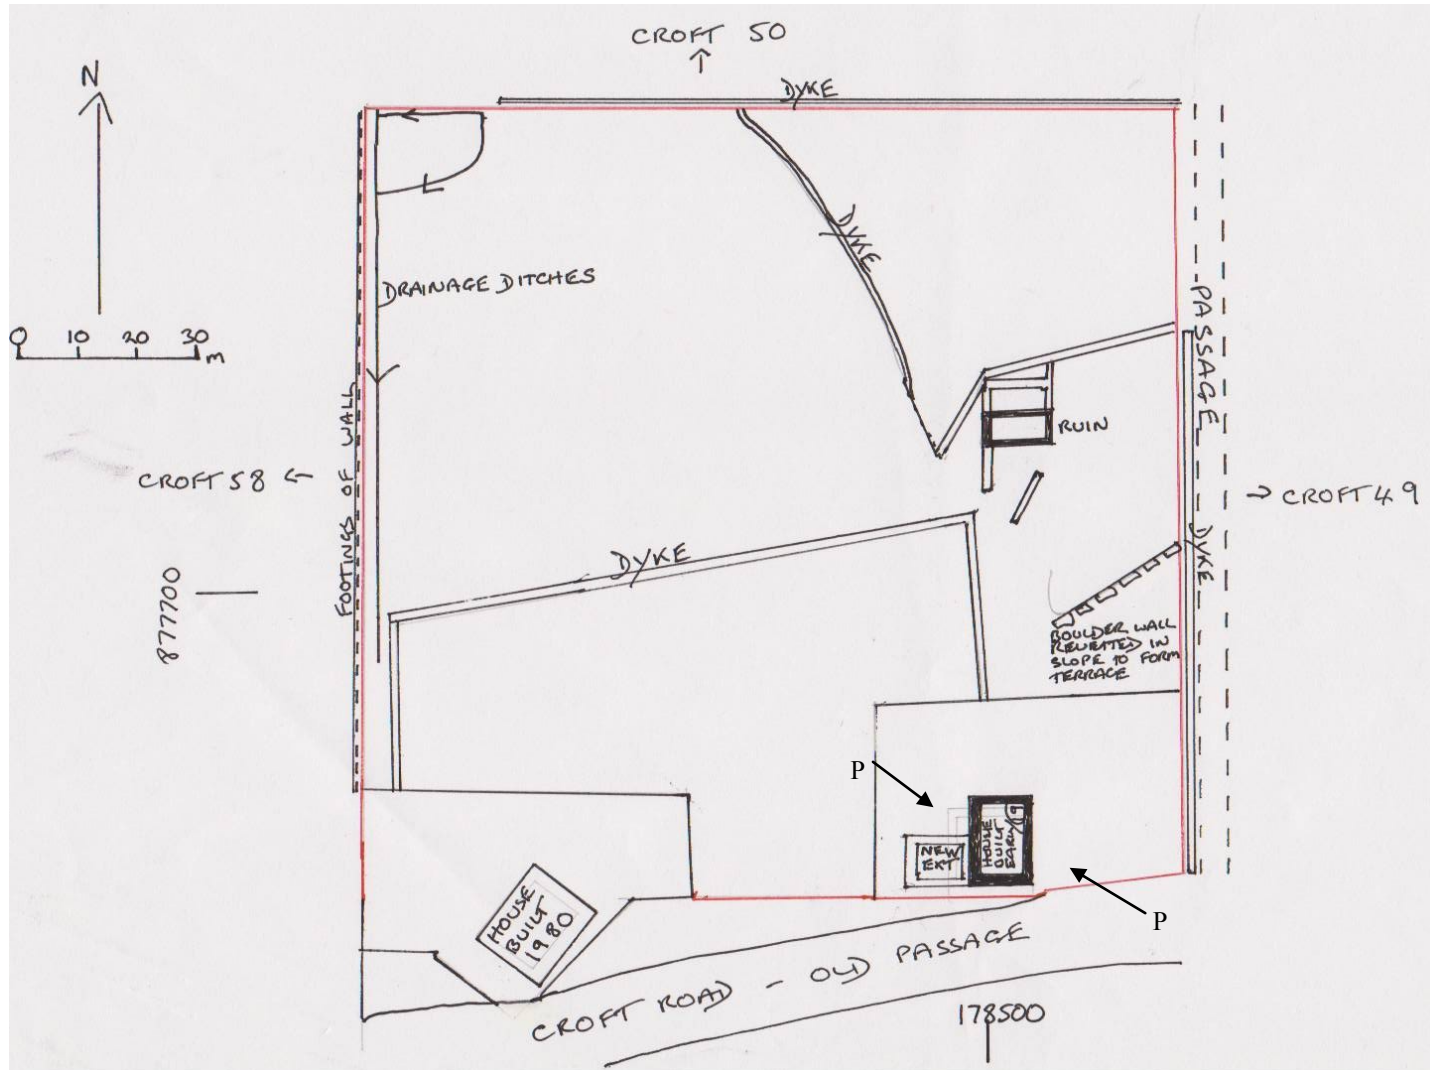 CROFT 50
↑
N
DYKE
DYKE
DRAINAGE DITCHES
PASSAGE
0 10 20 30 m
RUIN
FOOTINGS OF WALL
CROFT 58 ←
→ CROFT 49
DYKE
DYKE
877700
BOULDER WALL
REVETTED IN
SLOPE TO FORM
TERRACE
P
NEW
EXT
HOUSE
BUILT
EARLY
HOUSE
BUILT
1980
P
CROFT ROAD - OLD PASSAGE
178500